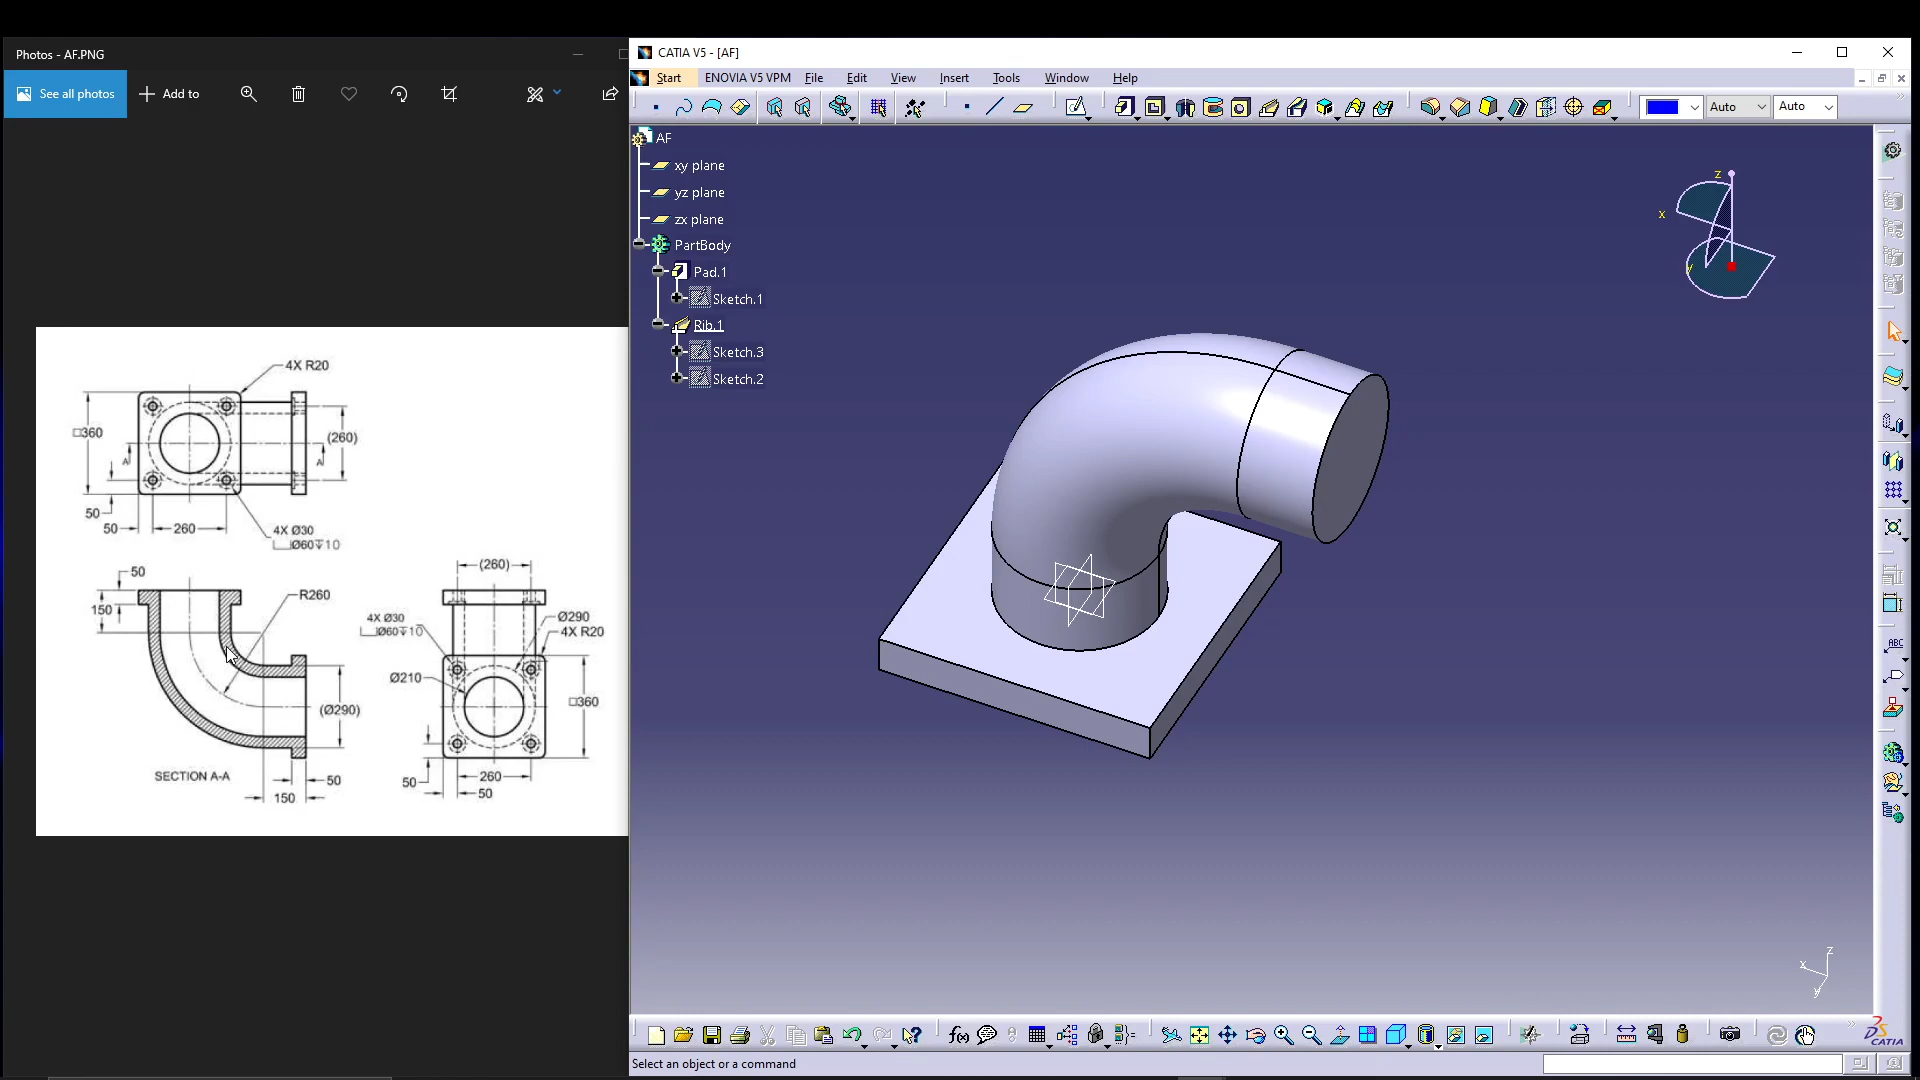 Photos - AF.PNG
See all photos
Add to
4X R20
□360
(260)
A
A
50
50
260
4X Ø30
⌴Ø60↧10
50
150
R260
(Ø290)
SECTION A-A
50
150
(260)
4X Ø30
⌴Ø60↧10
Ø290
4X R20
Ø210
□360
50
260
50
CATIA V5 - [AF]
Start ENOVIA V5 VPM File Edit View Insert Tools Window Help
Auto
Auto
AF
xy plane
yz plane
zx plane
PartBody
Pad.1
Sketch.1
Rib.1
Sketch.3
Sketch.2
z
x
y
z
x
y
ABC
f(x)
CATIA
Select an object or a command